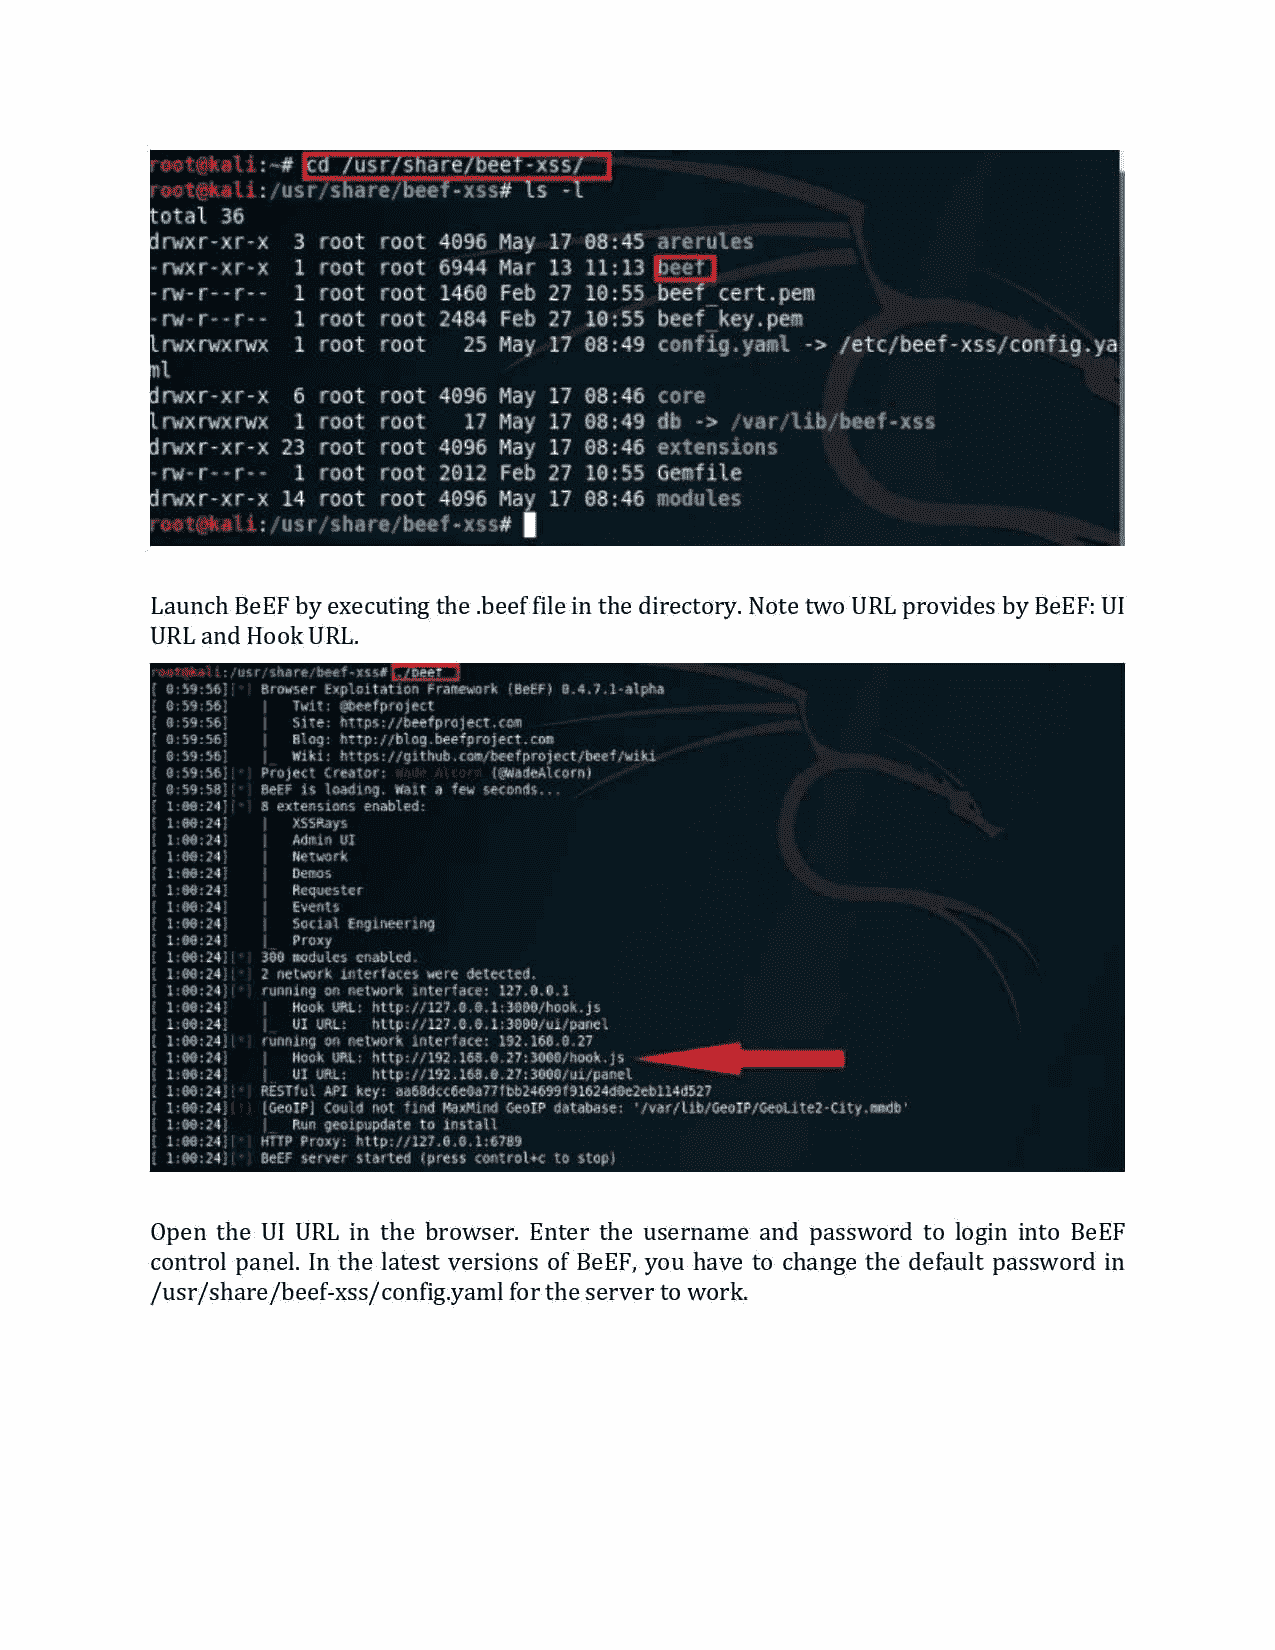 root@kali:~# cd /usr/share/beef-xss/
root@kali:/usr/share/beef-xss# ls -l
total 36
drwxr-xr-x 3 root root 4096 May 17 08:45 arerules
-rwxr-xr-x 1 root root 6944 Mar 13 11:13 beef
-rw-r--r-- 1 root root 1460 Feb 27 10:55 beef_cert.pem
-rw-r--r-- 1 root root 2484 Feb 27 10:55 beef_key.pem
lrwxrwxrwx 1 root root 25 May 17 08:49 config.yaml -> /etc/beef-xss/config.ya
ml
drwxr-xr-x 6 root root 4096 May 17 08:46 core
lrwxrwxrwx 1 root root 17 May 17 08:49 db -> /var/lib/beef-xss
drwxr-xr-x 23 root root 4096 May 17 08:46 extensions
-rw-r--r-- 1 root root 2012 Feb 27 10:55 Gemfile
drwxr-xr-x 14 root root 4096 May 17 08:46 modules
root@kali:/usr/share/beef-xss#
Launch BeEF by executing the .beef file in the directory. Note two URL provides by BeEF: UI
URL and Hook URL.
root@kali:/usr/share/beef-xss# ./beef
[ 0:59:56][*] Browser Exploitation Framework (BeEF) 0.4.7.1-alpha
[ 0:59:56] | Twit: @beefproject
[ 0:59:56] | Site: https://beefproject.com
[ 0:59:56] | Blog: http://blog.beefproject.com
[ 0:59:56] |_ Wiki: https://github.com/beefproject/beef/wiki
[ 0:59:56][*] Project Creator: Wade Alcorn (@WadeAlcorn)
[ 0:59:58][*] BeEF is loading. Wait a few seconds...
[ 1:00:24][*] 8 extensions enabled:
[ 1:00:24] | XSSRays
[ 1:00:24] | Admin UI
[ 1:00:24] | Network
[ 1:00:24] | Demos
[ 1:00:24] | Requester
[ 1:00:24] | Events
[ 1:00:24] | Social Engineering
[ 1:00:24] |_ Proxy
[ 1:00:24][*] 300 modules enabled.
[ 1:00:24][*] 2 network interfaces were detected.
[ 1:00:24][*] running on network interface: 127.0.0.1
[ 1:00:24] | Hook URL: http://127.0.0.1:3000/hook.js
[ 1:00:24] |_ UI URL: http://127.0.0.1:3000/ui/panel
[ 1:00:24][*] running on network interface: 192.168.0.27
[ 1:00:24] | Hook URL: http://192.168.0.27:3000/hook.js
[ 1:00:24] |_ UI URL: http://192.168.0.27:3000/ui/panel
[ 1:00:24][*] RESTful API key: aa68dcc6e0a77fbb24699f91624d0e2eb114d527
[ 1:00:24][!] [GeoIP] Could not find MaxMind GeoIP database: '/var/lib/GeoIP/GeoLite2-City.mmdb'
[ 1:00:24] |_ Run geoipupdate to install
[ 1:00:24][*] HTTP Proxy: http://127.0.0.1:6789
[ 1:00:24][*] BeEF server started (press control+c to stop)
Open the UI URL in the browser. Enter the username and password to login into BeEF
control panel. In the latest versions of BeEF, you have to change the default password in
/usr/share/beef-xss/config.yaml for the server to work.